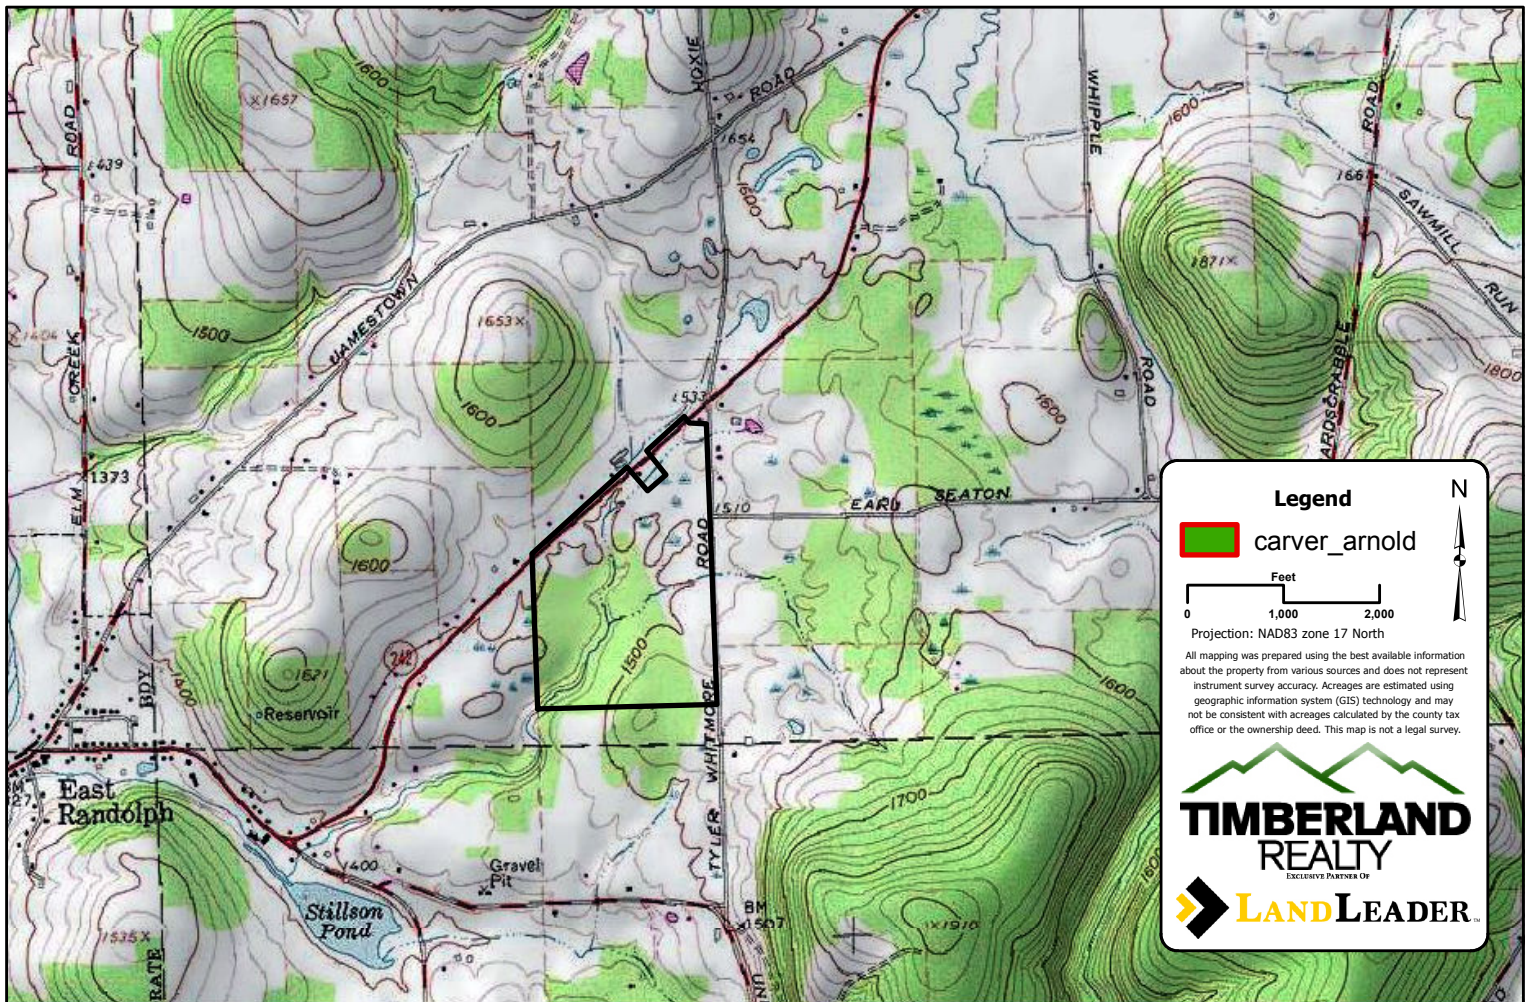 HOXIE
ROAD
WHIPPLE
1600
1600
×1657
ROAD
ROAD
1654
1439
1661
1600
SAWMILL
RUN
1871×
1653×
1500
JAMESTOWN
CREEK
1404
ROAD
ARDSCRABBLE
1800
1533
1600
1600
1373
ELM
1510
EARL
SEATON
ROAD
1600
242
1500
1621
Reservoir
1400
BDY
WHITMORE
1600
East
Randolph
BM
1700
TYLER
1400
Gravel
Pit
Stillson
Pond
BM
1507
×1910
1600
1535×
RATE
Legend
N
carver_arnold
Feet
0 1,000 2,000
Projection: NAD83 zone 17 North
All mapping was prepared using the best available information
about the property from various sources and does not represent
instrument survey accuracy. Acreages are estimated using
geographic information system (GIS) technology and may
not be consistent with acreages calculated by the county tax
office or the ownership deed. This map is not a legal survey.
TIMBERLAND
REALTY
EXCLUSIVE PARTNER OF
LANDLEADER